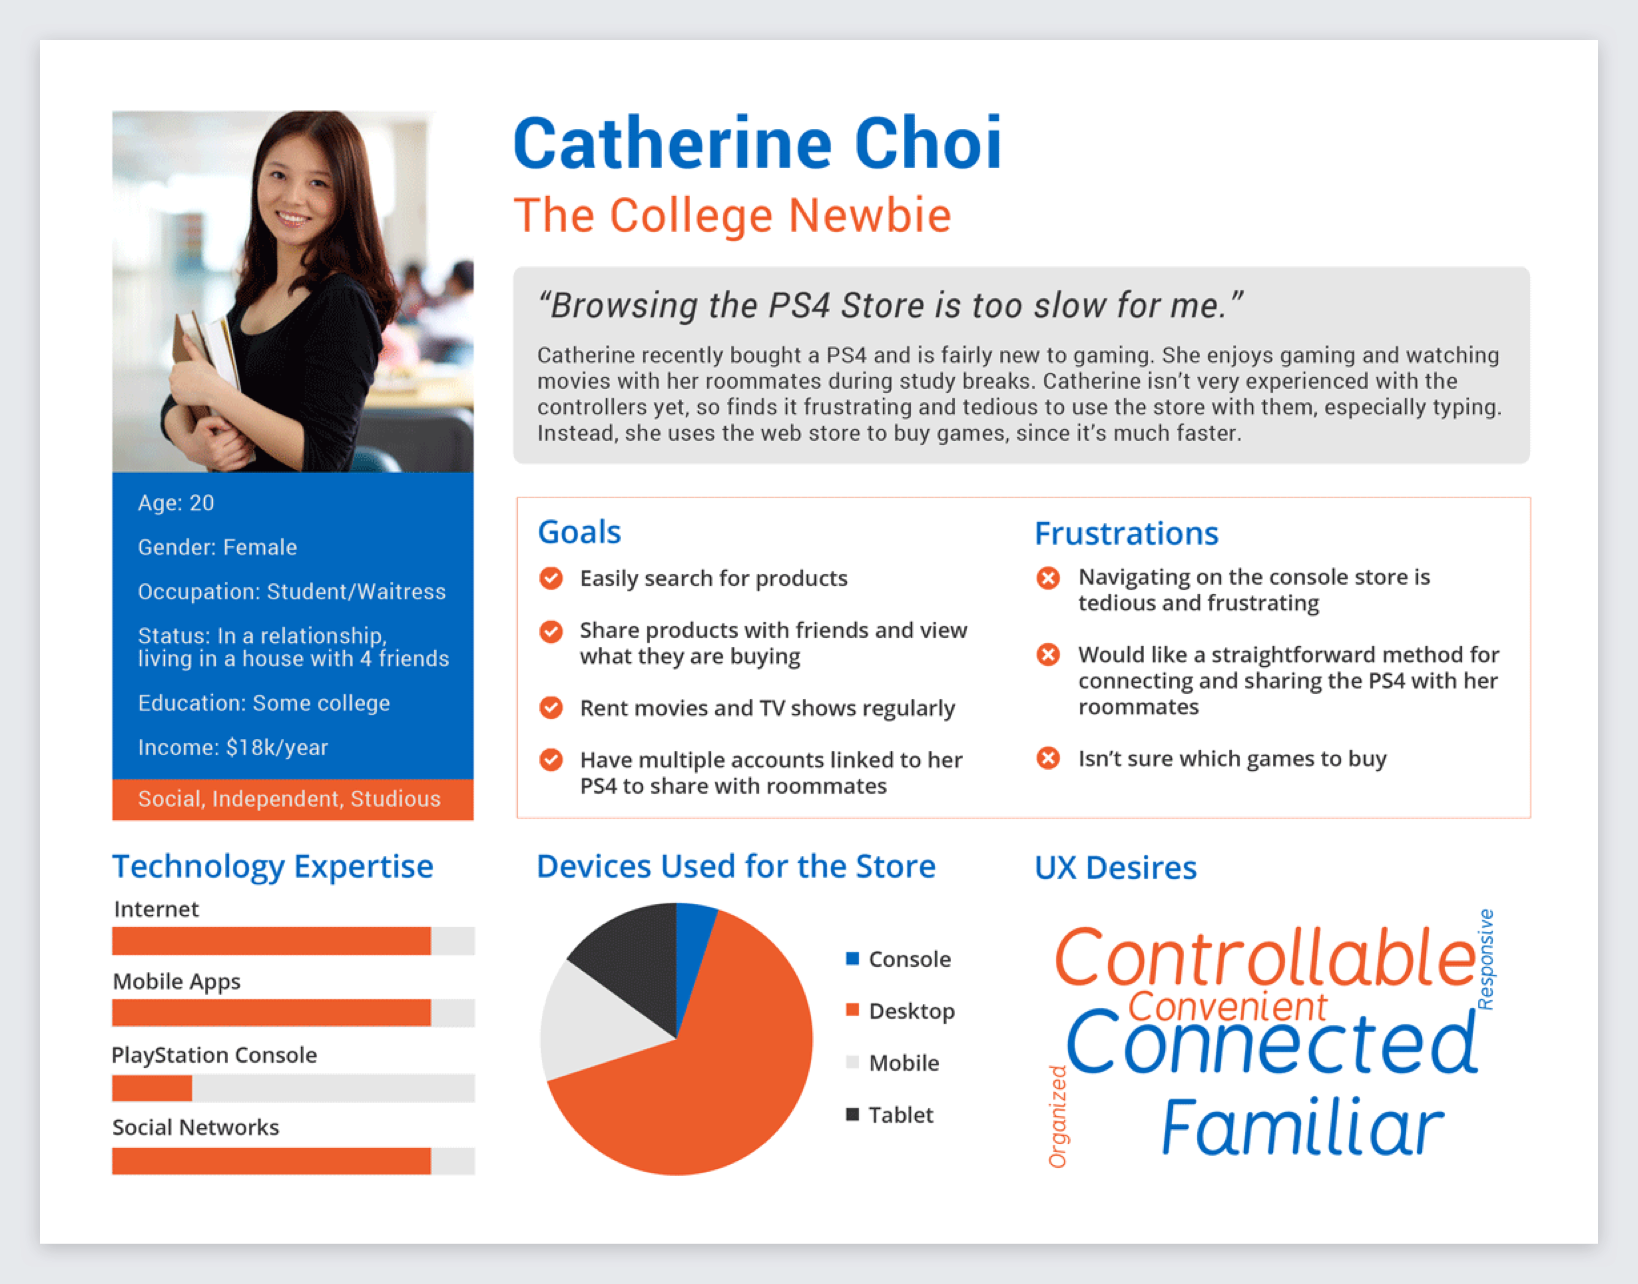 Catherine Choi
The College Newbie
“Browsing the PS4 Store is too slow for me.”
Catherine recently bought a PS4 and is fairly new to gaming. She enjoys gaming and watching
movies with her roommates during study breaks. Catherine isn’t very experienced with the
controllers yet, so finds it frustrating and tedious to use the store with them, especially typing.
Instead, she uses the web store to buy games, since it’s much faster.
Age: 20
Gender: Female
Occupation: Student/Waitress
Status: In a relationship,
living in a house with 4 friends
Education: Some college
Income: $18k/year
Social, Independent, Studious
Goals
Easily search for products
Share products with friends and view
what they are buying
Rent movies and TV shows regularly
Have multiple accounts linked to her
PS4 to share with roommates
Frustrations
Navigating on the console store is
tedious and frustrating
Would like a straightforward method for
connecting and sharing the PS4 with her
roommates
Isn’t sure which games to buy
Technology Expertise
Internet
Mobile Apps
PlayStation Console
Social Networks
Devices Used for the Store
Console
Desktop
Mobile
Tablet
UX Desires
Controllable
Responsive
Convenient
Connected
Organized
Familiar